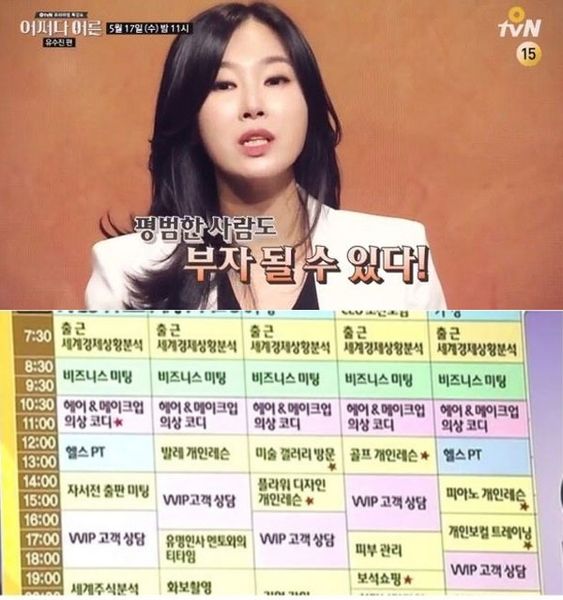 tvN 프리미엄 특강쇼
어쩌다 어른
유수진 편
5월 17일 (수) 밤 11시
tvN
15
평범한 사람도
부자 될 수 있다!
7:30
출근
세계경제상황분석
출근
세계경제상황분석
출근
세계경제상황분석
출근
세계경제상황분석
출근
세계경제상황분석
8:30
9:30
비즈니스 미팅
비즈니스 미팅
비즈니스 미팅
비즈니스 미팅
비즈니스 미팅
10:30
11:00
헤어 & 메이크업
의상 코디★
헤어 & 메이크업
의상 코디
헤어 & 메이크업
의상 코디
헤어 & 메이크업
의상 코디
헤어 & 메이크업
의상 코디
12:00
13:00
헬스 PT
발레 개인레슨
미술 갤러리 방문★
골프 개인레슨★
헬스 PT
14:00
15:00
자서전 출판 미팅
VVIP고객 상담
플라워 디자인
개인레슨★
VVIP고객 상담
피아노 개인레슨★
16:00
17:00
18:00
VVIP 고객 상담
유명인사 멘토와의
티타임
VVIP 고객 상담
피부 관리
개인보컬 트레이닝★
VVIP 고객 상담
19:00
세계주식분석
화보촬영
보석쇼핑★